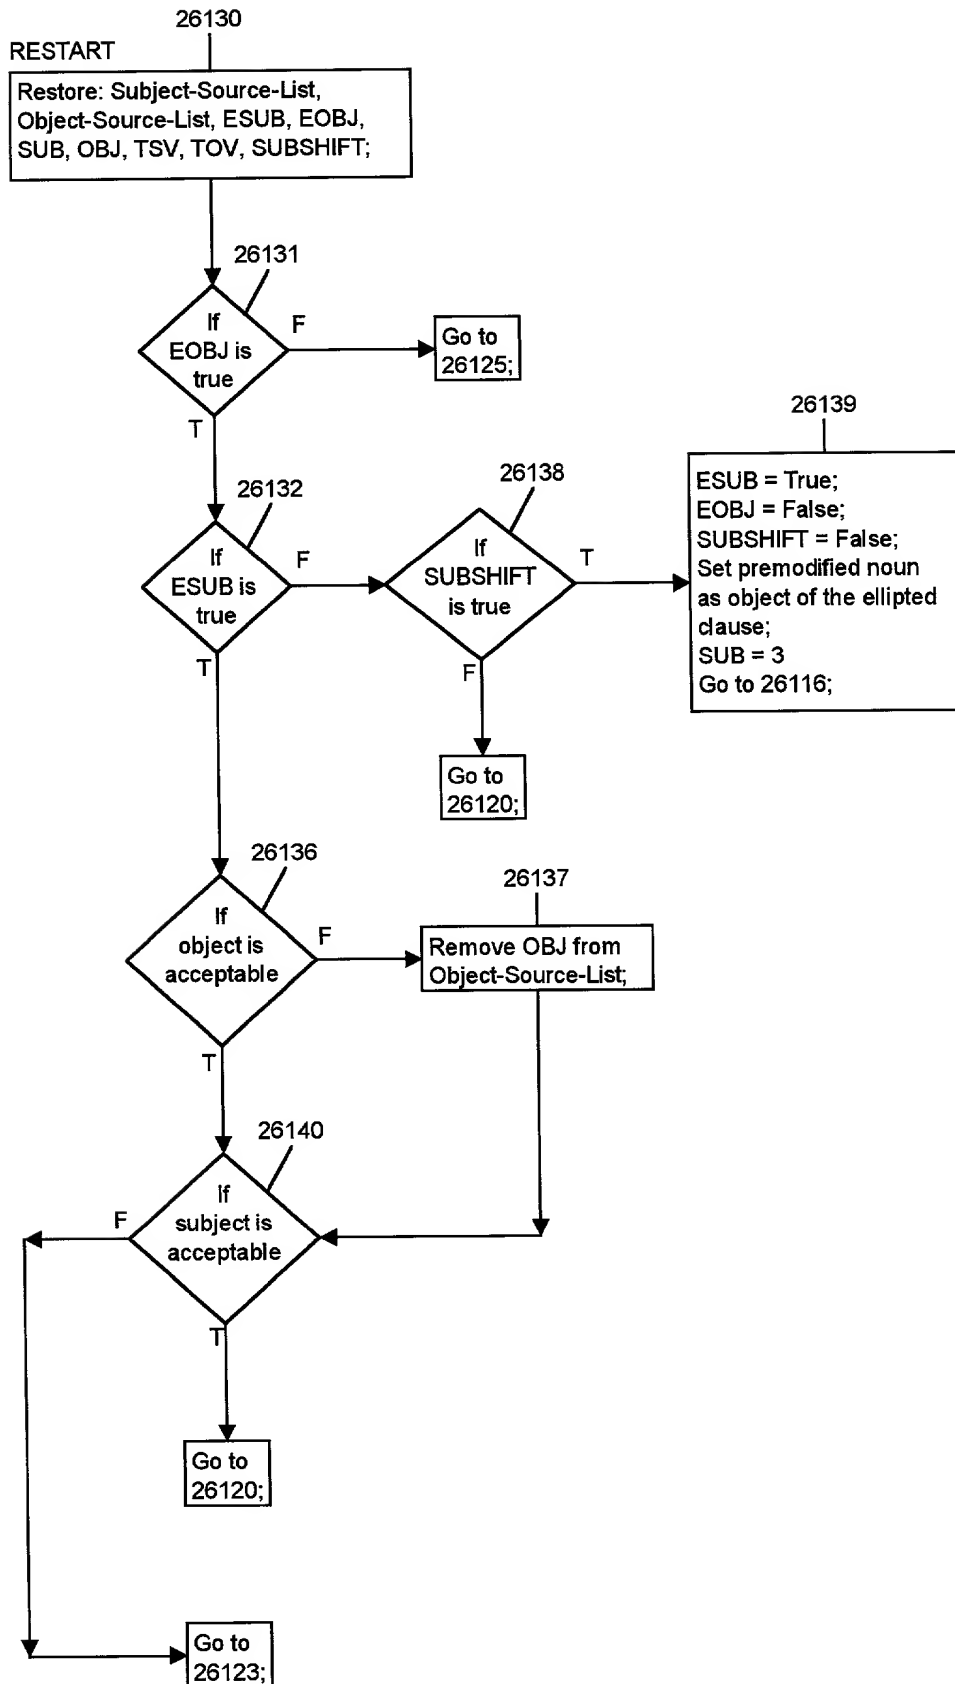 26130
RESTART
Restore: Subject-Source-List,
Object-Source-List, ESUB, EOBJ,
SUB, OBJ, TSV, TOV, SUBSHIFT;
26131
If
EOBJ is
true
F
Go to
26125;
T
26132
If
ESUB is
true
F
26138
If
SUBSHIFT
is true
T
26139
ESUB = True;
EOBJ = False;
SUBSHIFT = False;
Set premodified noun
as object of the ellipted
clause;
SUB = 3
Go to 26116;
F
Go to
26120;
T
26136
If
object is
acceptable
F
26137
Remove OBJ from
Object-Source-List;
T
26140
If
subject is
acceptable
F
T
Go to
26120;
Go to
26123;